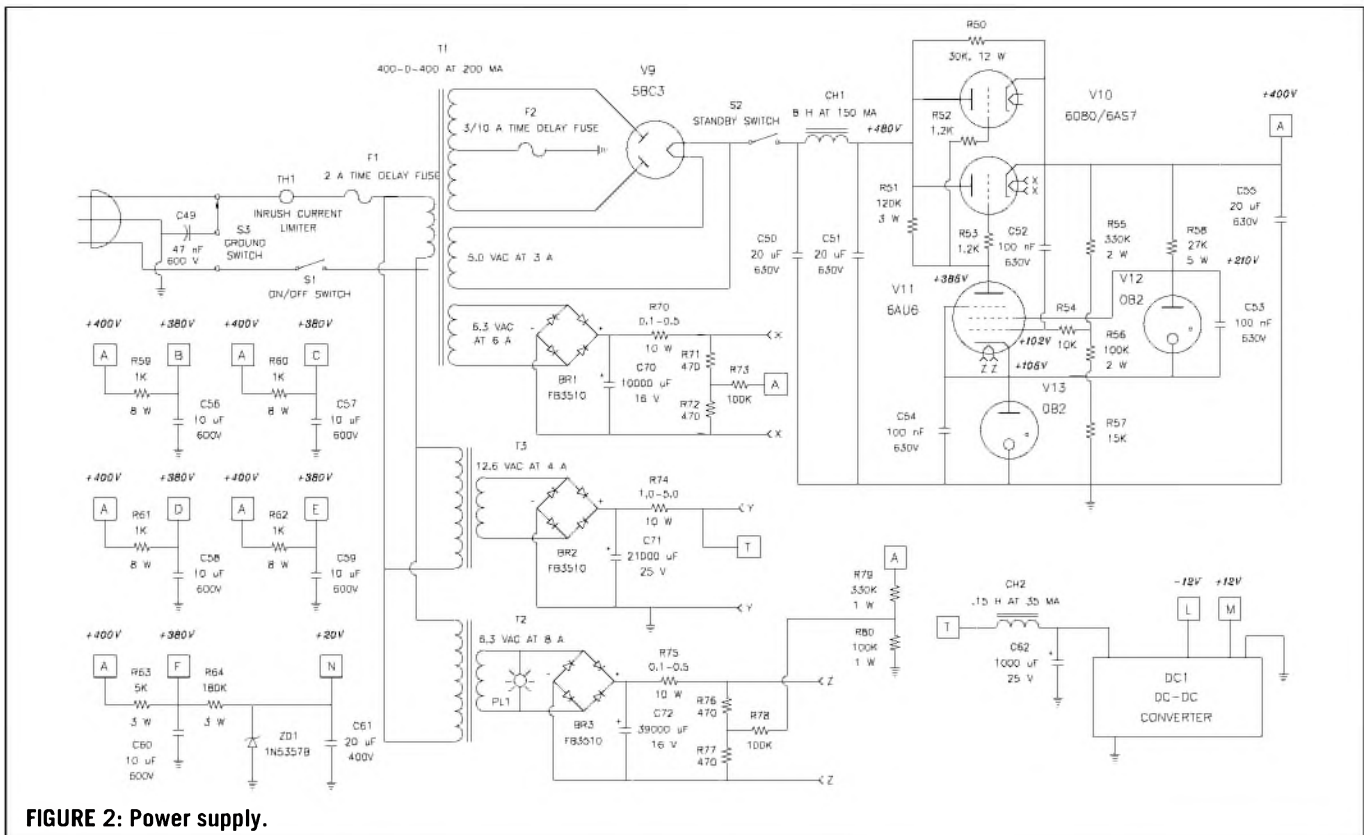 T1
400-0-400 AT 200 MA
F2
3/10 A TIME DELAY FUSE
V9
5BC3
S2
STANDBY SWITCH
CH1
8 H AT 150 MA
+480V
R50
30K, 12 W
R52
1.2K
V10
6080/6AS7
+400V
A
F1
2 A TIME DELAY FUSE
TH1
INRUSH CURRENT
LIMITER
C49
47 nF
600 V
S3
GROUND
SWITCH
S1
ON/OFF SWITCH
5.0 VAC AT 3 A
R51
120K
3 W
R53
1.2K
X
X
C50
20 uF
630V
C51
20 uF
630V
C52
100 nF
630V
R55
330K
2 W
R58
27K
5 W
C55
20 uF
630V
+210V
+385V
V11
6AU6
R54
10K
+102V
Z Z
+105V
R56
100K
2 W
V12
OB2
C53
100 nF
630V
V13
OB2
C54
100 nF
630V
R57
15K
6.3 VAC
AT 6 A
-
+
BR1
FB3510
R70
0.1-0.5
10 W
+
C70
10000 uF
16 V
R71
470
R72
470
R73
100K
A
X
X
+400V
+380V
+400V
+380V
A
R59
1K
8 W
B
C56
10 uF
600V
A
R60
1K
8 W
C
C57
10 uF
600V
+400V
+380V
+400V
+380V
A
R61
1K
8 W
D
C58
10 uF
600V
A
R62
1K
8 W
E
C59
10 uF
600V
T3
12.6 VAC AT 4 A
-
+
BR2
FB3510
R74
1.0-5.0
10 W
+
C71
21000 uF
25 V
Y
T
Y
+400V
+380V
+20V
A
R63
5K
3 W
F
R64
180K
3 W
N
C60
10 uF
600V
ZD1
1N5357B
C61
20 uF
400V
T2
6.3 VAC AT 8 A
PL1
-
+
BR3
FB3510
R75
0.1-0.5
10 W
+
C72
39000 uF
16 V
R76
470
R77
470
R78
100K
Z
Z
A
R79
330K
1 W
R80
100K
1 W
T
CH2
.15 H AT 35 MA
+
C62
1000 uF
25 V
-12V
+12V
L
M
DC1
DC-DC
CONVERTER
FIGURE 2: Power supply.